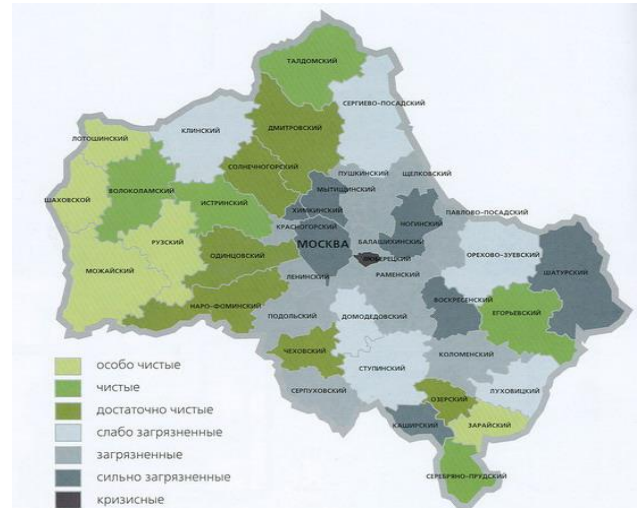 ТАЛДОМСКИЙ
СЕРГИЕВО-ПОСАДСКИЙ
КЛИНСКИЙ
ДМИТРОВСКИЙ
ЛОТОШИНСКИЙ
СОЛНЕЧНОГОРСКИЙ
ПУШКИНСКИЙ
ЩЕЛКОВСКИЙ
ВОЛОКОЛАМСКИЙ
МЫТИЩИНСКИЙ
ШАХОВСКОЙ
ИСТРИНСКИЙ
ХИМКИНСКИЙ
ПАВЛОВО-ПОСАДСКИЙ
НОГИНСКИЙ
КРАСНОГОРСКИЙ
РУЗСКИЙ
МОСКВА
БАЛАШИХИНСКИЙ
ОДИНЦОВСКИЙ
ОРЕХОВО-ЗУЕВСКИЙ
ЛЮБЕРЕЦКИЙ
МОЖАЙСКИЙ
ЛЕНИНСКИЙ
РАМЕНСКИЙ
ШАТУРСКИЙ
НАРО-ФОМИНСКИЙ
ВОСКРЕСЕНСКИЙ
ЕГОРЬЕВСКИЙ
ПОДОЛЬСКИЙ
ДОМОДЕДОВСКИЙ
ЧЕХОВСКИЙ
КОЛОМЕНСКИЙ
СТУПИНСКИЙ
СЕРПУХОВСКИЙ
ЛУХОВИЦКИЙ
ОЗЕРСКИЙ
КАШИРСКИЙ
ЗАРАЙСКИЙ
СЕРЕБРЯНО-ПРУДСКИЙ
особо чистые
чистые
достаточно чистые
слабо загрязненные
загрязненные
сильно загрязненные
кризисные